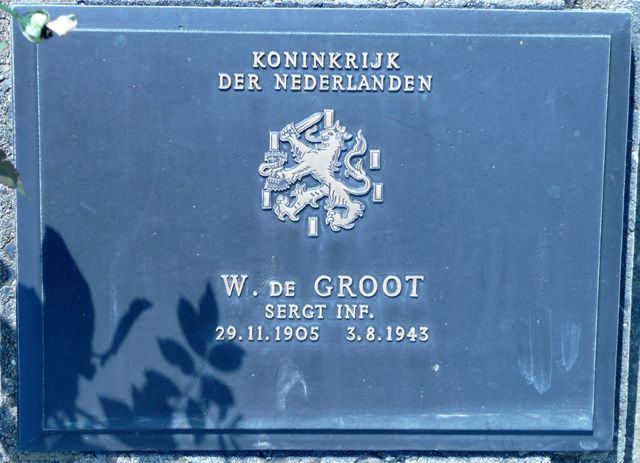 KONINKRIJK
DER NEDERLANDEN
W. DE GROOT
SERGT INF.
29.11.1905 3.8.1943